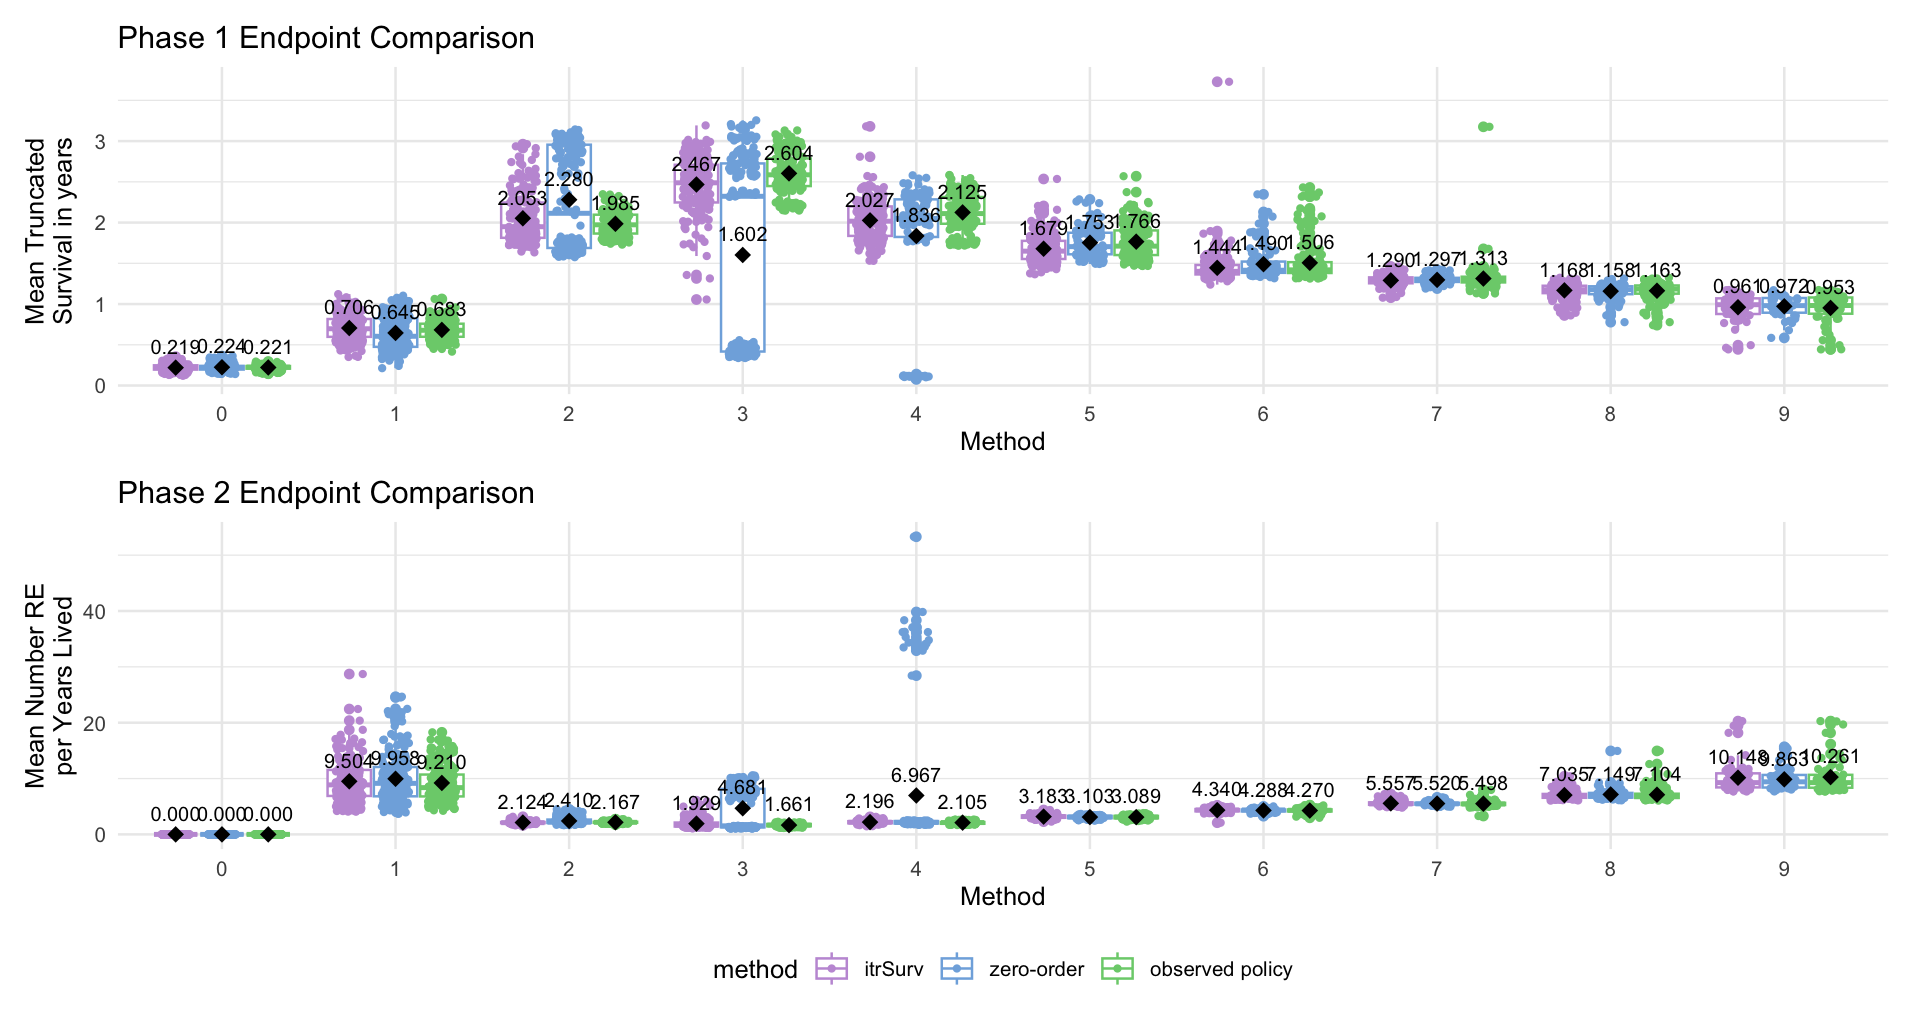 Phase 1 Endpoint Comparison
Mean Truncated
Survival in years
3
2
1
0
0.219 0.224 0.221
0.706 0.645 0.683
2.053 2.280 1.985
2.467 1.602 2.604
2.027 1.836 2.125
1.679 1.753 1.766
1.444 1.490 1.506
1.290 1.297 1.313
1.168 1.158 1.163
0.961 0.972 0.953
0 1 2 3 4 5 6 7 8 9
Method
Phase 2 Endpoint Comparison
Mean Number RE
per Years Lived
40
20
0
0.000 0.000 0.000
9.504 9.958 9.210
2.124 2.410 2.167
1.929 4.681 1.661
2.196 6.967 2.105
3.183 3.103 3.089
4.340 4.288 4.270
5.557 5.520 5.498
7.035 7.149 7.104
10.148 9.863 10.261
0 1 2 3 4 5 6 7 8 9
Method
method itrSurv zero-order observed policy